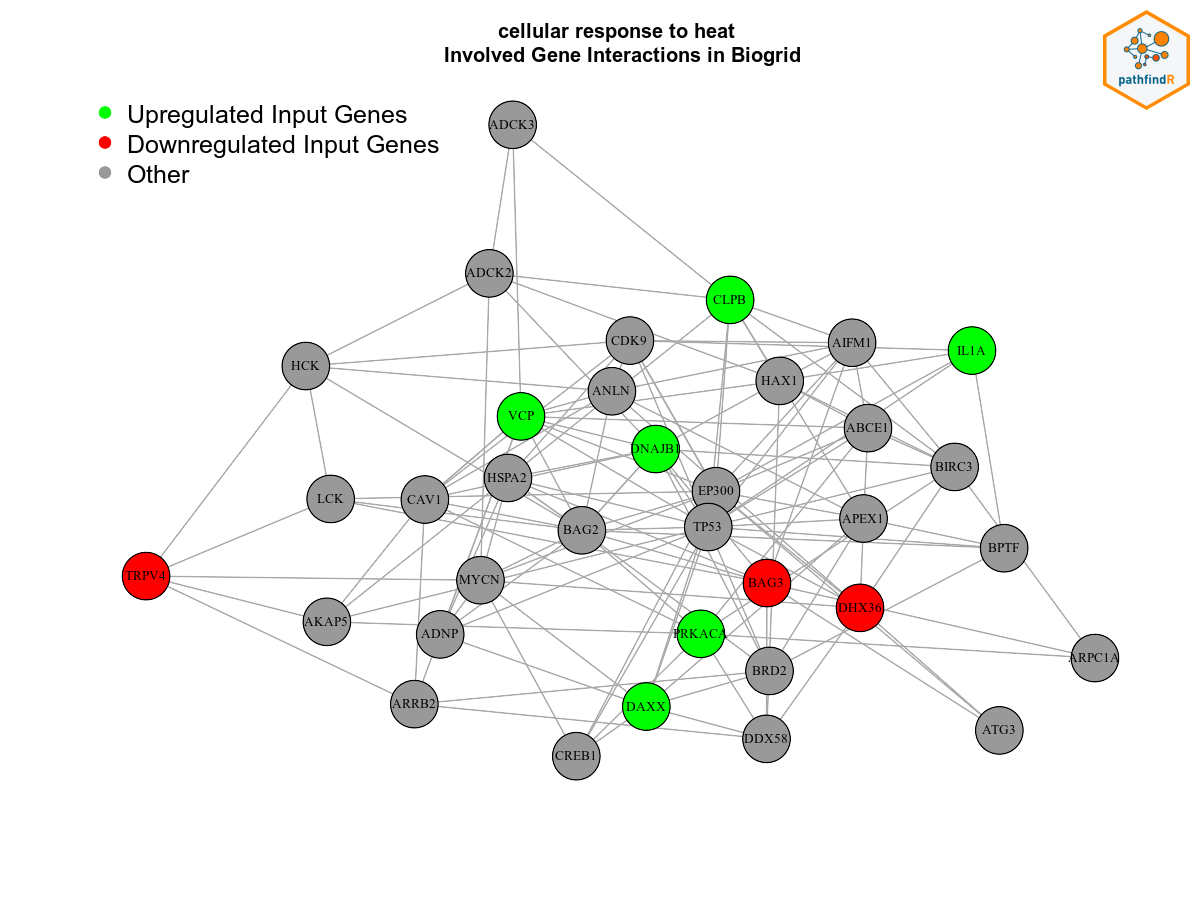 cellular response to heat
Involved Gene Interactions in Biogrid
pathfindR
Upregulated Input Genes
Downregulated Input Genes
Other
ADCK3
ADCK2
CLPB
CDK9
AIFM1
IL1A
HCK
HAX1
ANLN
VCP
ABCE1
DNAJB1
BIRC3
HSPA2
EP300
LCK
CAV1
APEX1
BAG2
TP53
BPTF
TRPV4
MYCN
BAG3
DHX36
AKAP5
ADNP
PRKACA
ARPC1A
BRD2
ARRB2
DAXX
ATG3
DDX58
CREB1